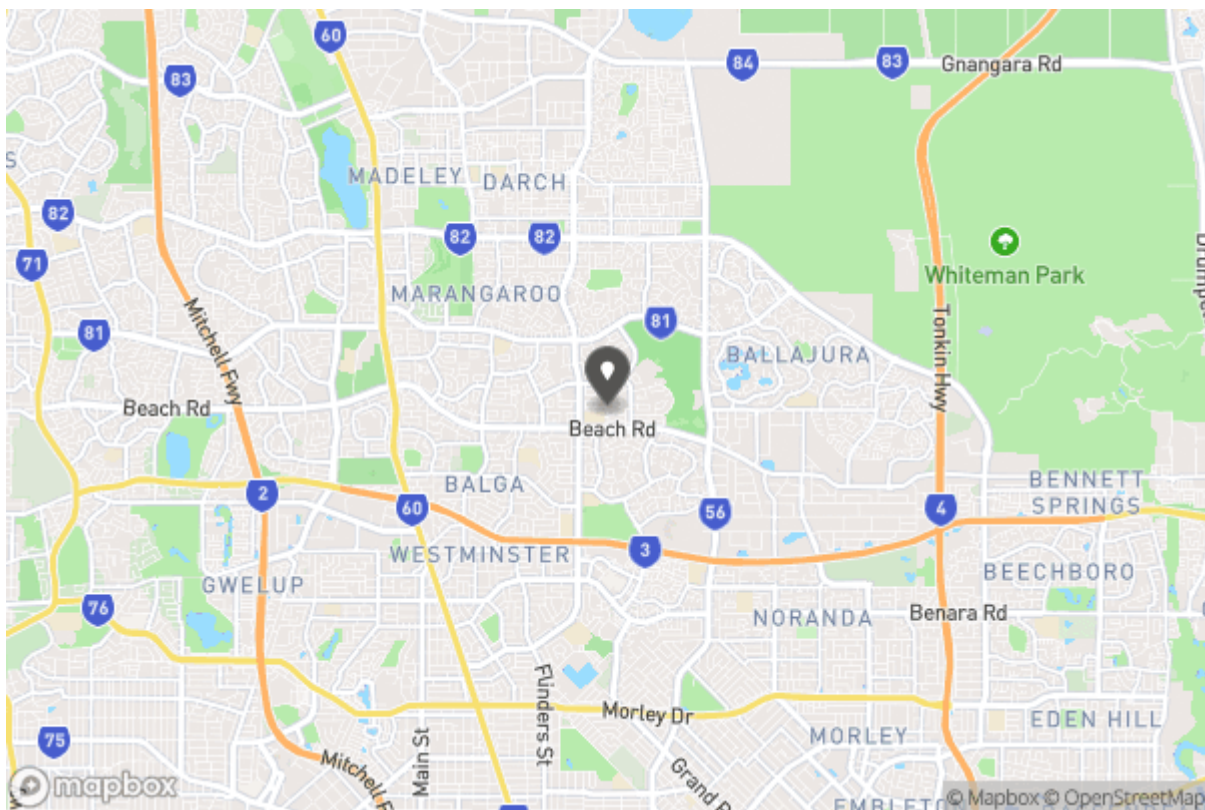 60
84
83
Gnangara Rd
83
MADELEY
DARCH
82
82
82
71
Whiteman Park
MARANGAROO
81
81
BALLAJURA
Mitchell Fwy
Tonkin Hwy
Beach Rd
Beach Rd
BALGA
2
60
56
4
BENNETT
SPRINGS
WESTMINSTER
3
GWELUP
BEECHBORO
76
NORANDA
Benara Rd
Flinders St
Morley Dr
EDEN HILL
75
Main St
MORLEY
mapbox
© Mapbox © OpenStreetMap